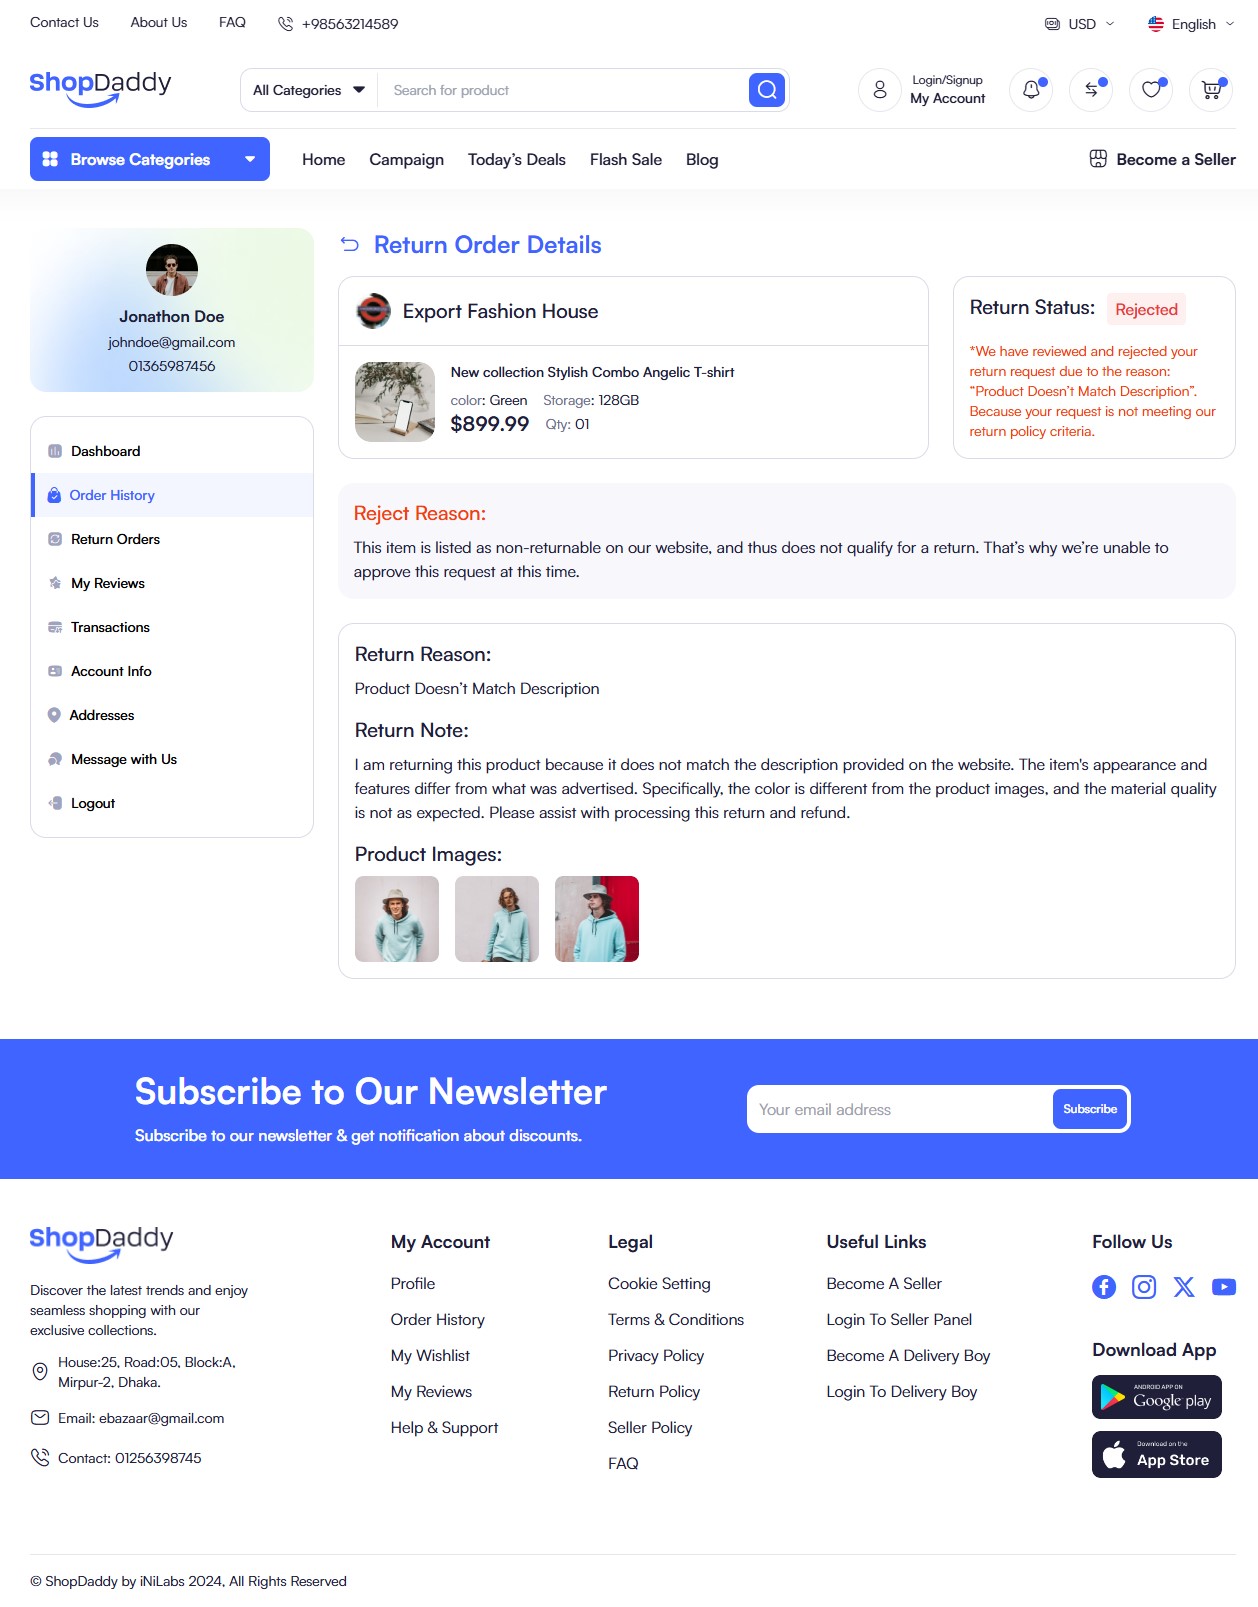 Contact Us
About Us
FAQ
+98563214589
USD
English
ShopDaddy
All Categories
Search for product
Login/Signup
My Account
Browse Categories
Home
Campaign
Today's Deals
Flash Sale
Blog
Become a Seller
Jonathon Doe
johndoe@gmail.com
01365987456
Dashboard
Order History
Return Orders
My Reviews
Transactions
Account Info
Addresses
Message with Us
Logout
Return Order Details
Export Fashion House
New collection Stylish Combo Angelic T-shirt
color: Green Storage: 128GB
$899.99 Qty: 01
Return Status: Rejected
*We have reviewed and rejected your
return request due to the reason:
“Product Doesn’t Match Description”.
Because your request is not meeting our
return policy criteria.
Reject Reason:
This item is listed as non-returnable on our website, and thus does not qualify for a return. That’s why we’re unable to
approve this request at this time.
Return Reason:
Product Doesn’t Match Description
Return Note:
I am returning this product because it does not match the description provided on the website. The item's appearance and
features differ from what was advertised. Specifically, the color is different from the product images, and the material quality
is not as expected. Please assist with processing this return and refund.
Product Images:
Subscribe to Our Newsletter
Subscribe to our newsletter & get notification about discounts.
Your email address
Subscribe
ShopDaddy
Discover the latest trends and enjoy
seamless shopping with our
exclusive collections.
House:25, Road:05, Block:A,
Mirpur-2, Dhaka.
Email: ebazaar@gmail.com
Contact: 01256398745
My Account
Profile
Order History
My Wishlist
My Reviews
Help & Support
Legal
Cookie Setting
Terms & Conditions
Privacy Policy
Return Policy
Seller Policy
FAQ
Useful Links
Become A Seller
Login To Seller Panel
Become A Delivery Boy
Login To Delivery Boy
Follow Us
Download App
ANDROID APP ON
Google play
Download on the
App Store
© ShopDaddy by iNiLabs 2024, All Rights Reserved